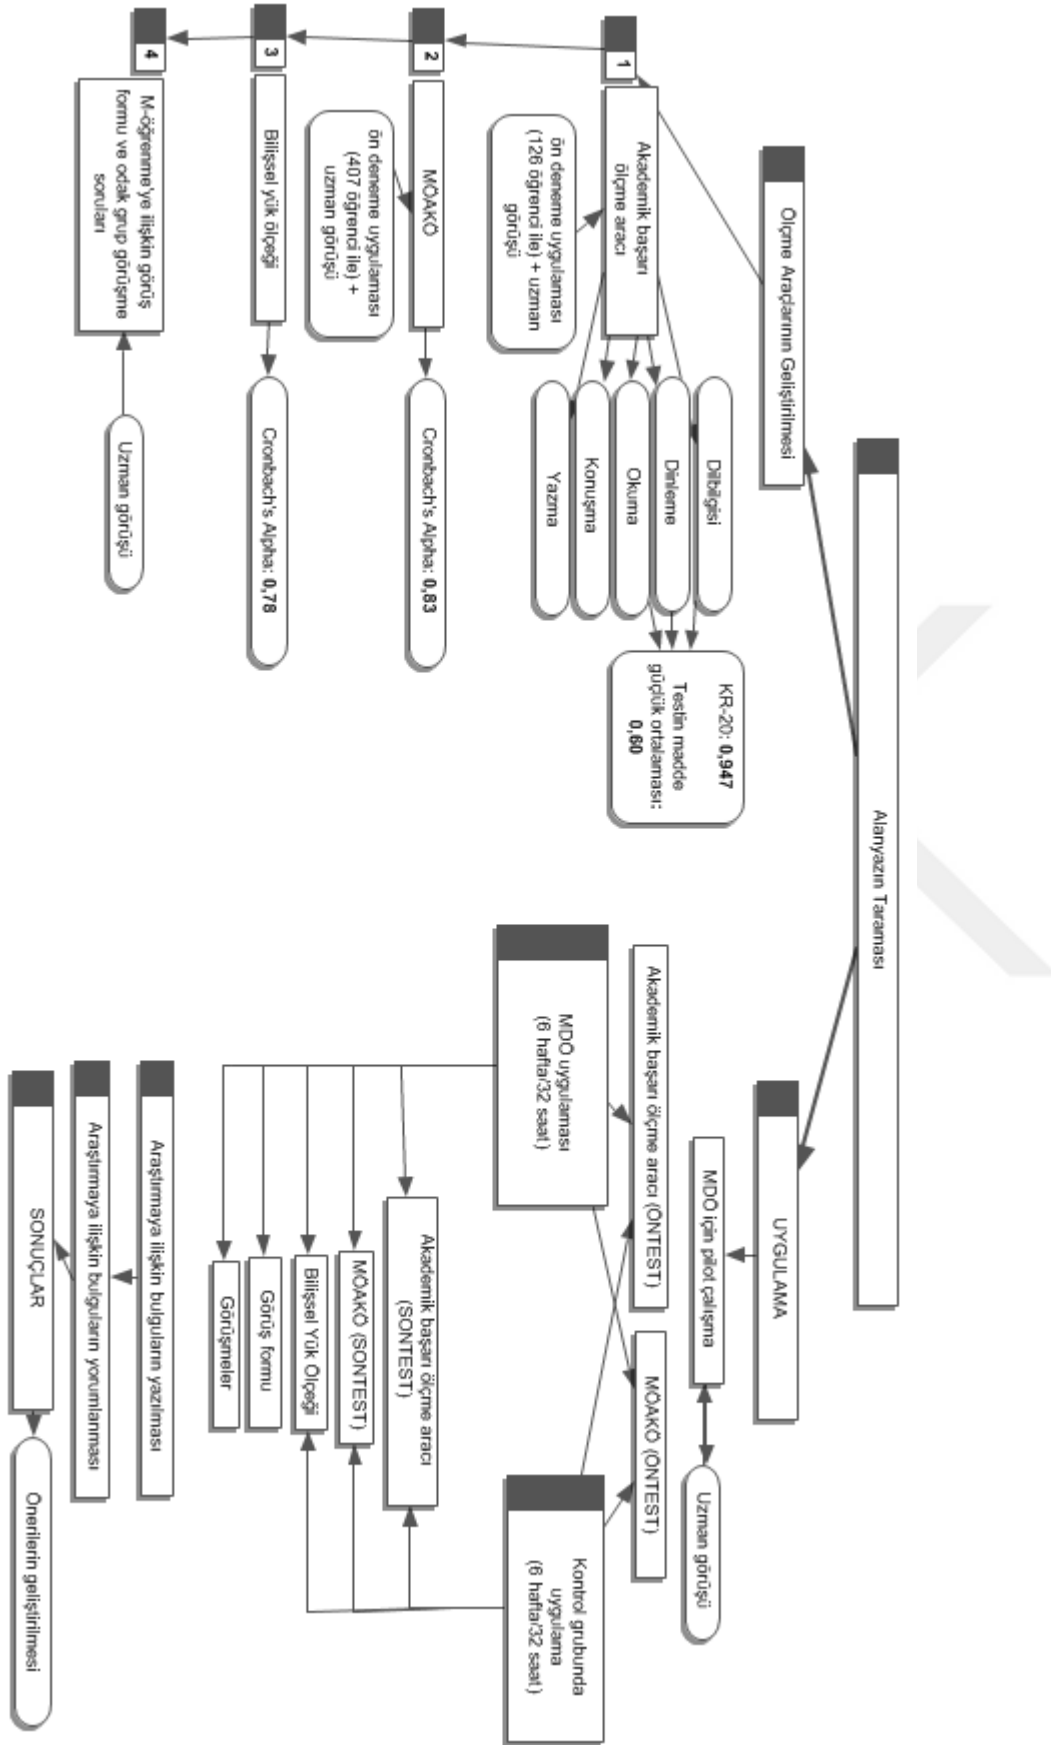 Alanyazın Taraması
Ölçme Araçlarının Geliştirilmesi
1
Akademik başarı
ölçme aracı
ön deneme uygulaması
(126 öğrenci ile) + uzman
görüşü
Dilbilgisi
Dinleme
Okuma
Konuşma
Yazma
KR-20: 0,947
Testin madde
güçlük ortalaması:
0,60
2
MÖAKÖ
ön deneme uygulaması
(407 öğrenci ile) +
uzman görüşü
Cronbach's Alpha: 0,83
3
Bilişsel yük ölçeği
Cronbach's Alpha: 0,78
4
M-öğrenme'ye ilişkin görüş
formu ve odak grup görüşme
soruları
Uzman görüşü
UYGULAMA
MDÖ için pilot çalışma
Uzman görüşü
Akademik başarı ölçme aracı (ÖNTEST)
MÖAKÖ (ÖNTEST)
MDÖ uygulaması
(6 hafta/32 saat)
Kontrol grubunda
uygulama
(6 hafta/32 saat)
Akademik başarı ölçme aracı
(SONTEST)
MÖAKÖ (SONTEST)
Bilişsel Yük Ölçeği
Görüş formu
Görüşmeler
Araştırmaya ilişkin bulguların yazılması
Araştırmaya ilişkin bulguların yorumlanması
SONUÇLAR
Önerilerin geliştirilmesi